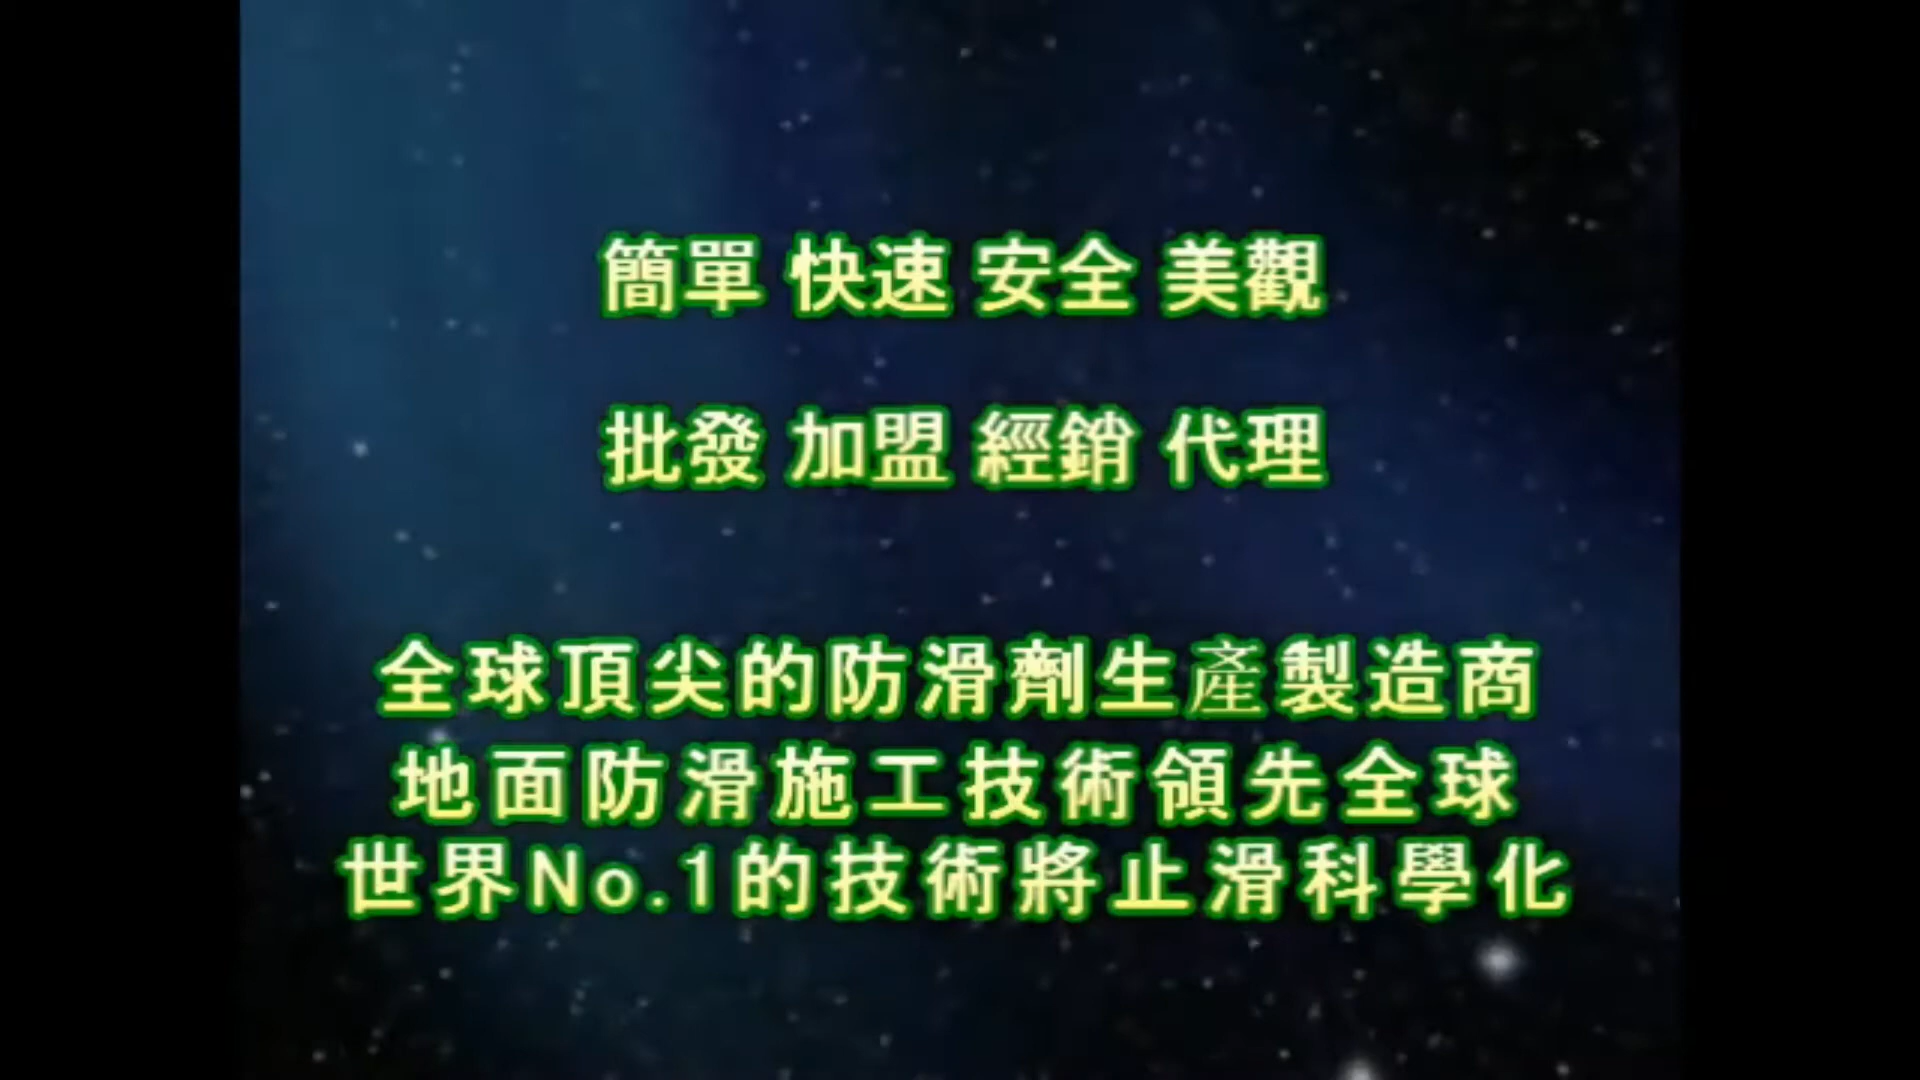 簡單 快速 安全 美觀
批發 加盟 經銷 代理
全球頂尖的防滑劑生產製造商
地面防滑施工技術領先全球
世界No.1的技術將止滑科學化